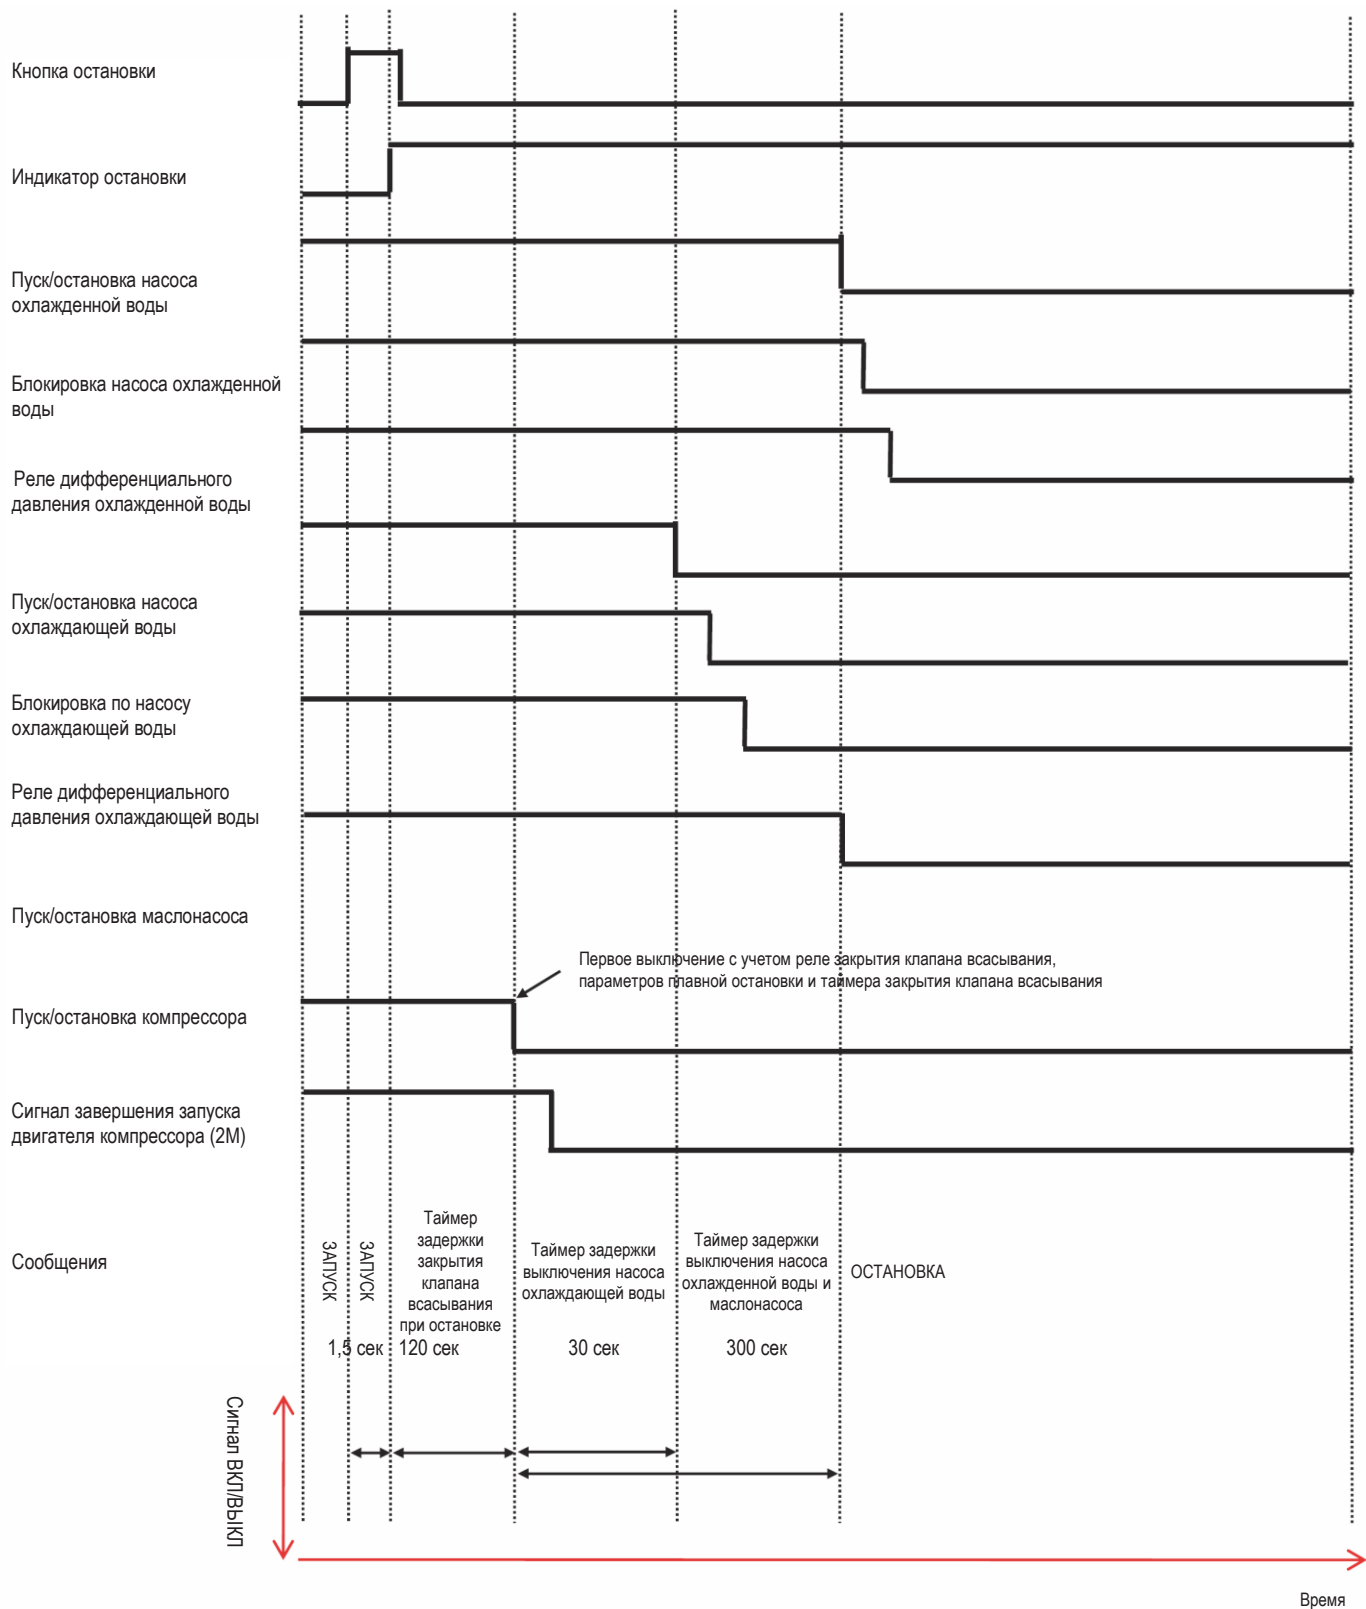 Кнопка остановки
Индикатор остановки
Пуск/остановка насоса
охлажденной воды
Блокировка насоса охлажденной
воды
Реле дифференциального
давления охлажденной воды
Пуск/остановка насоса
охлаждающей воды
Блокировка по насосу
охлаждающей воды
Реле дифференциального
давления охлаждающей воды
Пуск/остановка маслонасоса
Первое выключение с учетом реле закрытия клапана всасывания,
параметров плавной остановки и таймера закрытия клапана всасывания
Пуск/остановка компрессора
Сигнал завершения запуска
двигателя компрессора (2М)
Сообщения
ЗАПУСК
ЗАПУСК
Таймер
задержки
закрытия
клапана
всасывания
при остановке
Таймер задержки
выключения насоса
охлаждающей воды
Таймер задержки
выключения насоса
охлажденной воды и
маслонасоса
ОСТАНОВКА
1,5 сек
120 сек
30 сек
300 сек
Сигнал ВКЛ/ВЫКЛ
Время